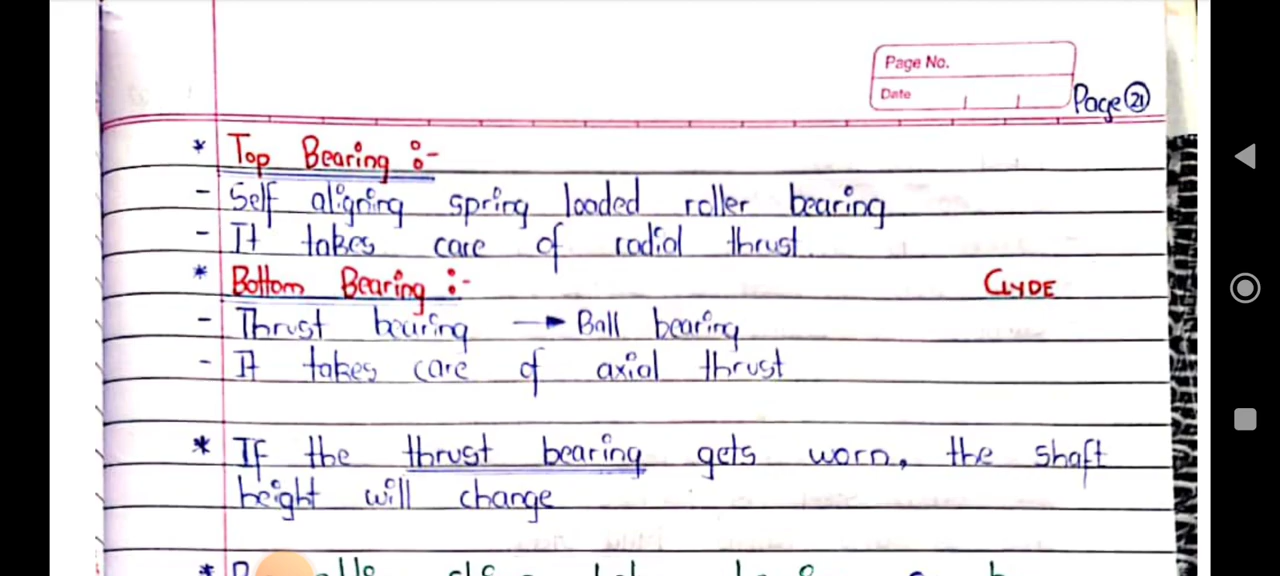 Page No.
Date
Page 21
* Top Bearing :-
- Self aligning spring loaded roller bearing
- It takes care of radial thrust.
* Bottom Bearing :-
CLYDE
- Thrust bearing → Ball bearing
- It takes care of axial thrust
* If the thrust bearing gets worn, the shaft
height will change